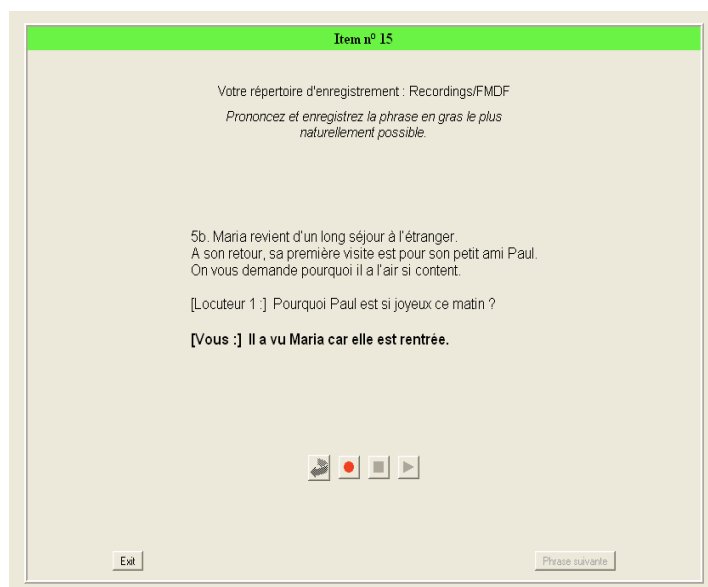 Item nº 15
Votre répertoire d'enregistrement : Recordings/FMDF
Prononcez et enregistrez la phrase en gras le plus
naturellement possible.
5b. Maria revient d'un long séjour à l'étranger.
A son retour, sa première visite est pour son petit ami Paul.
On vous demande pourquoi il a l'air si content.
[Locuteur 1 :] Pourquoi Paul est si joyeux ce matin ?
[Vous :] Il a vu Maria car elle est rentrée.
Exit
Phrase suivante